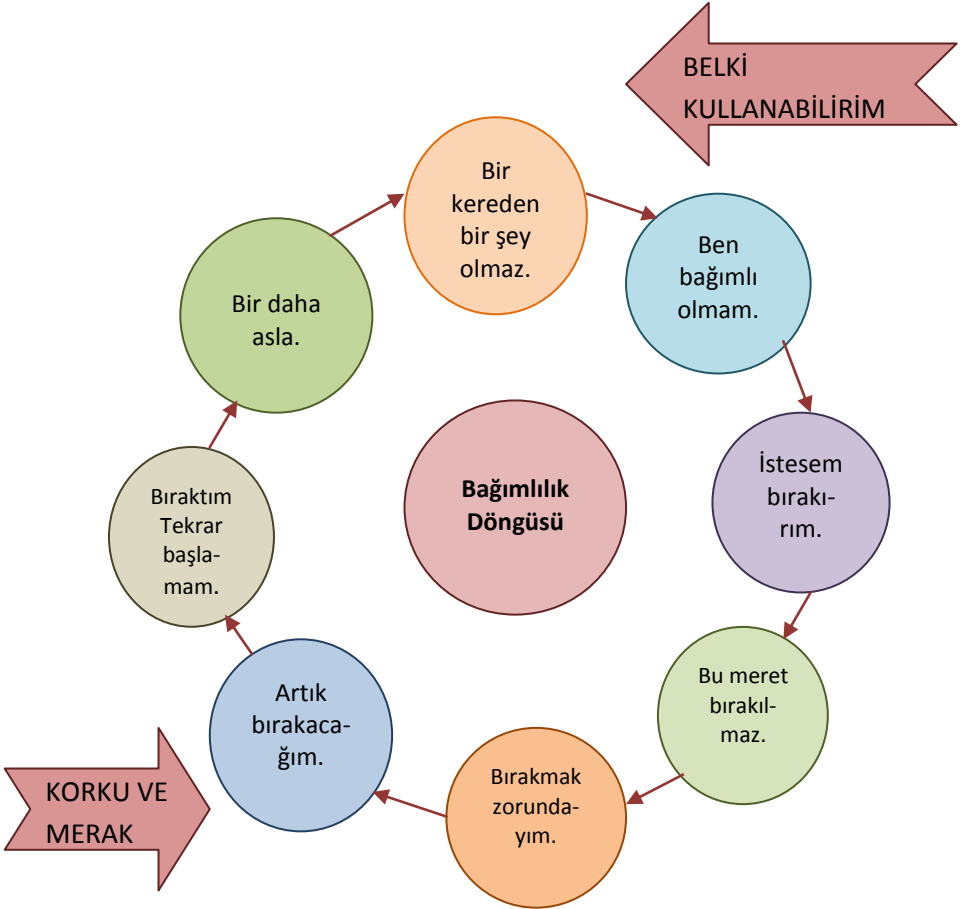 BELKİ
KULLANABİLİRİM
Bir
kereden
bir şey
olmaz.
Ben
bağımlı
olmam.
İstesem
bırakı-
rım.
Bu meret
bırakıl-
maz.
Bırakmak
zorunda-
yım.
Artık
bırakaca-
ğım.
Bıraktım
Tekrar
başla-
mam.
Bir daha
asla.
Bağımlılık
Döngüsü
KORKU VE
MERAK